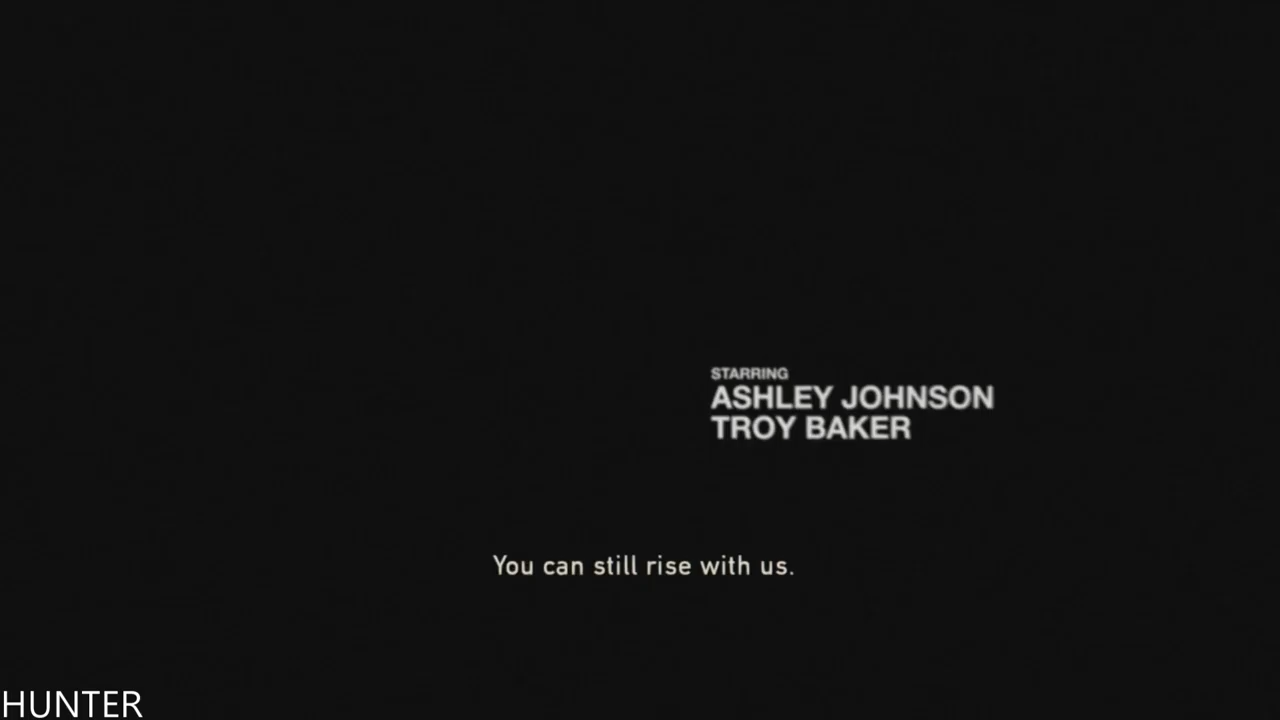 STARRING
ASHLEY JOHNSON
TROY BAKER
You can still rise with us.
HUNTER